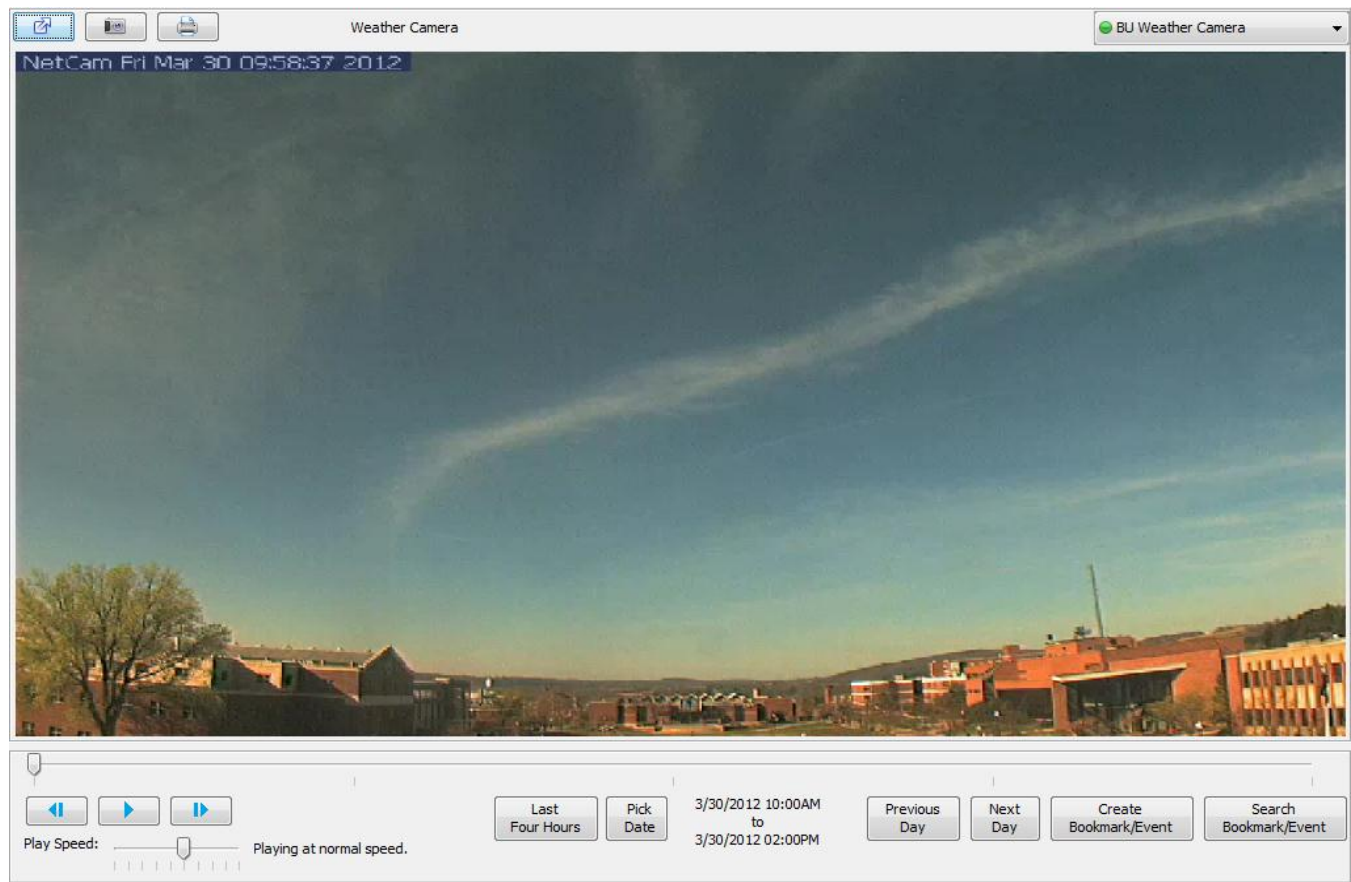 Weather Camera
BU Weather Camera
NetCam Fri Mar 30 09:58:37 2012
Last
Four Hours
Pick
Date
3/30/2012 10:00AM
to
3/30/2012 02:00PM
Previous
Day
Next
Day
Create
Bookmark/Event
Search
Bookmark/Event
Play Speed:
Playing at normal speed.